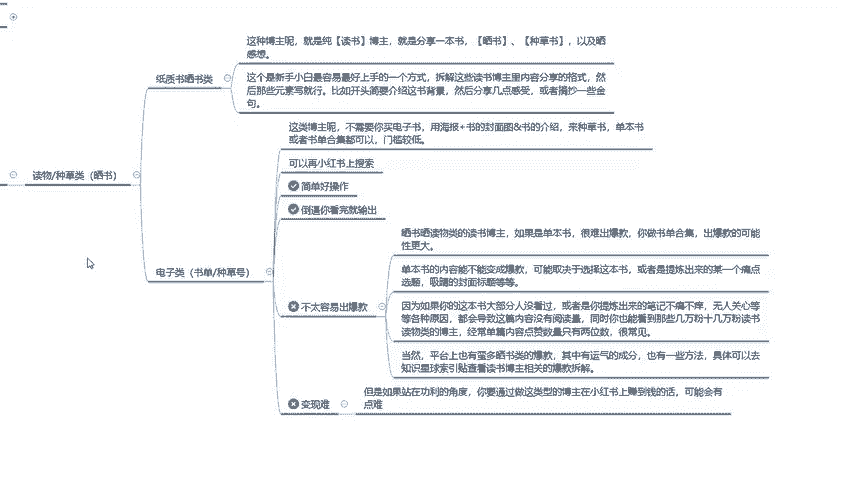 读物/种草类（晒书）
纸质书晒书类
这种博主呢，就是纯【读书】博主，就是分享一本书，【晒书】、【种草书】，以及晒
感想。
这个是新手小白最容易最好上手的一个方式，拆解这些读书博主里内容分享的格式，然
后那些元素写就行。比如开头简要介绍这书背景，然后分享几点感受，或者摘抄一些金
句。
电子类（书单/种草号）
这类博主呢，不需要你买电子书，用海报+书的封面图&书的介绍，来种草书，单本书
或者书单合集都可以，门槛较低。
可以再小红书上搜索
简单好操作
倒逼你看完就输出
不太容易出爆款
晒书晒读物类的读书博主，如果是单本书，很难出爆款，你做书单合集，出爆款的可能
性更大。
单本书的内容能不能变成爆款，可能取决于选择这本书，或者是提炼出来的某一个痛点
选题，吸睛的封面标题等等。
因为如果你的这本书大部分人没看过，或者是你提炼出来的笔记不痛不痒，无人关心等
等各种原因，都会导致这篇内容没有阅读量，同时你也能看到那些几万粉十几万粉读书
读物类的博主，经常单篇内容点赞数量只有两位数，很常见。
当然，平台上也有蛮多晒书类的爆款，其中有运气的成分，也有一些方法，具体可以去
知识星球索引贴查看读书博主相关的爆款拆解。
变现难
但是如果站在功利的角度，你要通过做这类型的博主在小红书上赚到钱的话，可能会有
点难